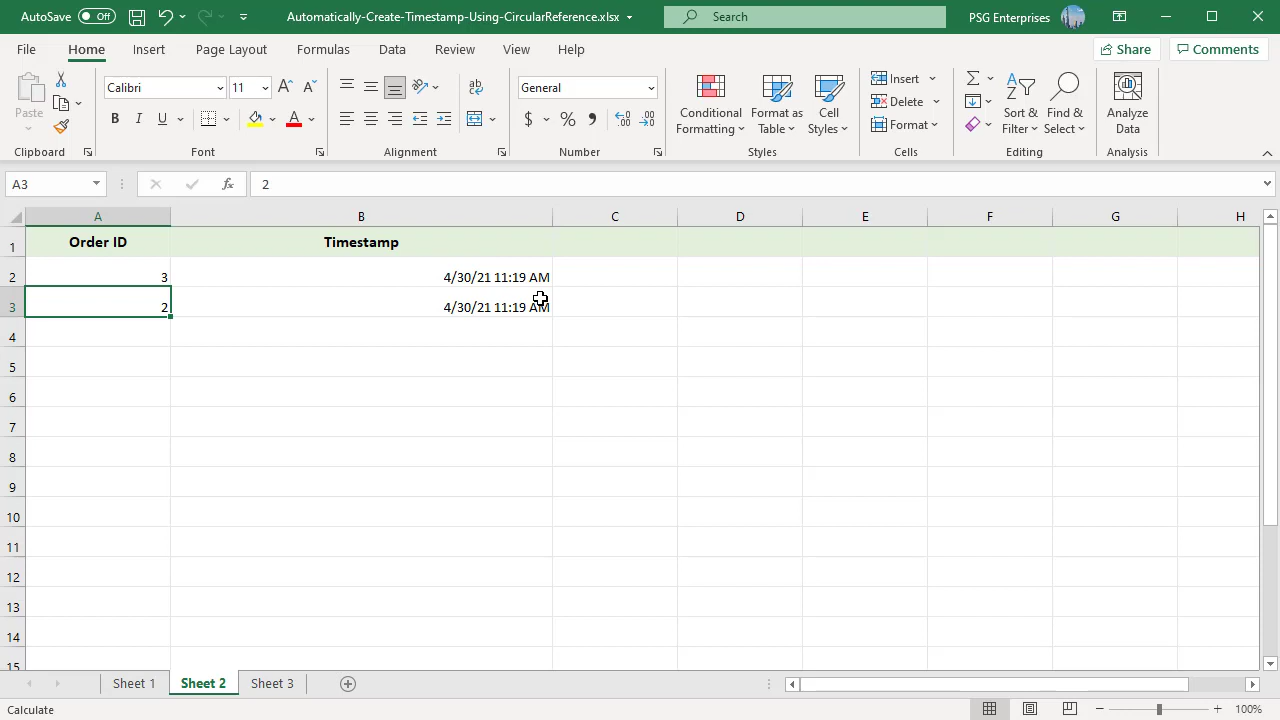 AutoSave Off Automatically-Create-Timestamp-Using-CircularReference.xlsx Search PSG Enterprises
File Home Insert Page Layout Formulas Data Review View Help Share Comments
Paste
Clipboard
Calibri 11
B I U A
Font
ab
Alignment
General
$ % , .00
Number
Conditional Formatting
Format as Table
Cell Styles
Styles
Insert
Delete
Format
Cells
Sort & Filter
Find & Select
Editing
Analyze Data
Analysis
A3 fx 2
A B C D E F G H
1 Order ID Timestamp
2 3 4/30/21 11:19 AM
3 2 4/30/21 11:19 AM
4
5
6
7
8
9
10
11
12
13
14
15
Sheet 1 Sheet 2 Sheet 3
Calculate 100%